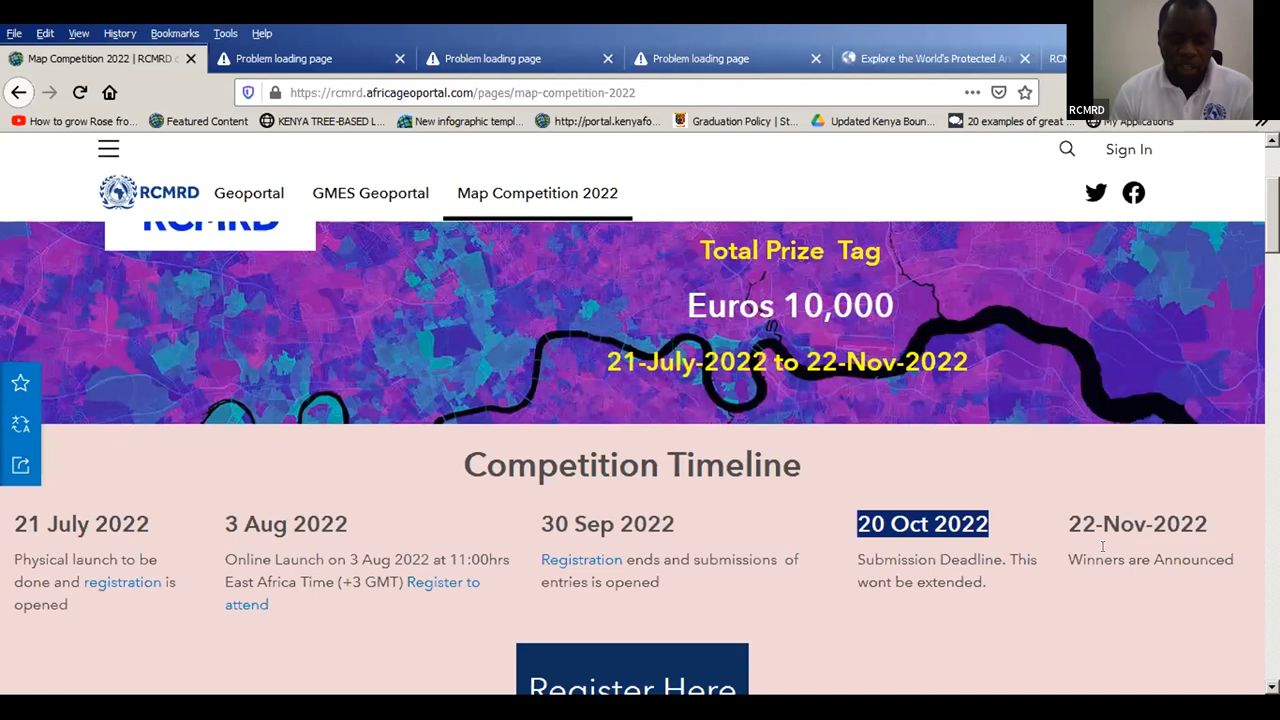 File Edit View History Bookmarks Tools Help
Map Competition 2022 | RCMRD
Problem loading page
Problem loading page
Problem loading page
Explore the World's Protected
https://rcmrd.africageoportal.com/pages/map-competition-2022
How to grow Rose fro...
Featured Content
KENYA TREE-BASED L...
New infographic templ...
http://portal.kenyafo...
Graduation Policy | St...
Updated Kenya Boun...
20 examples of great ...
My Applications
RCMRD
Sign In
RCMRD
Geoportal
GMES Geoportal
Map Competition 2022
RCMRD
Total Prize Tag
Euros 10,000
21-July-2022 to 22-Nov-2022
Competition Timeline
21 July 2022
Physical launch to be
done and registration is
opened
3 Aug 2022
Online Launch on 3 Aug 2022 at 11:00hrs
East Africa Time (+3 GMT) Register to
attend
30 Sep 2022
Registration ends and submissions of
entries is opened
20 Oct 2022
Submission Deadline. This
wont be extended.
22-Nov-2022
Winners are Announced
Register Here